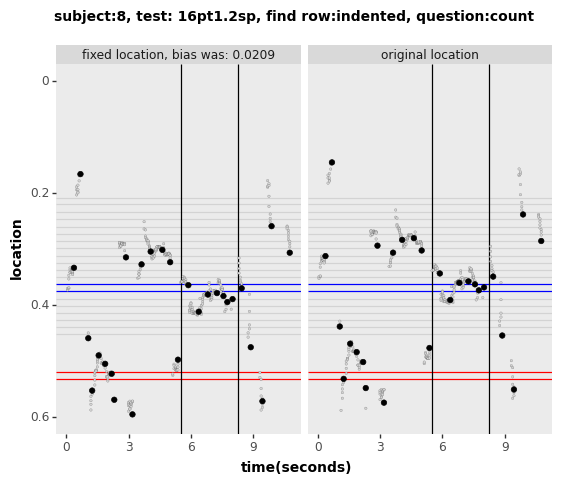 subject:8, test: 16pt1.2sp, find row:indented, question:count
fixed location, bias was: 0.0209
original location
location
0
0.2
0.4
0.6
0
3
6
9
0
3
6
9
time(seconds)